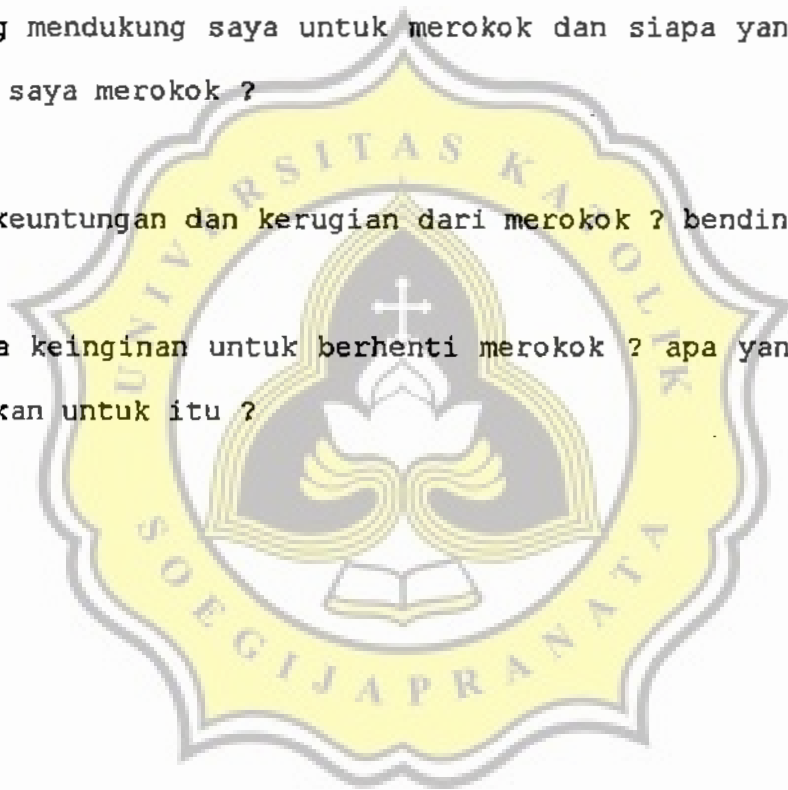 mendukung saya untuk merokok dan siapa yan
saya merokok ?
keuntungan dan kerugian dari merokok ? bendin
keinginan untuk berhenti merokok ? apa yan
kan untuk itu ?
UNIVERSITAS KATOLIK
SOEGIJAPRANATA